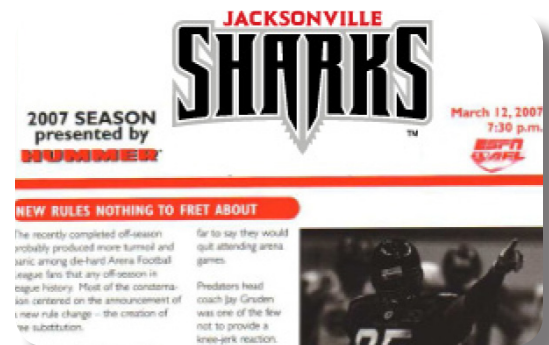 JACKSONVILLE
SHARKS
TM
2007 SEASON
presented by
HUMMER
March 12, 2007
7:30 p.m.
ESPN
AFL
NEW RULES NOTHING TO FRET ABOUT
The recently completed off-season
probably produced more turmoil and
panic among die-hard Arena Football
League fans that any off-season in
league history. Most of the consterna-
tion centered on the announcement of
a new rule change – the creation of
free substitution.
far to say they would
quit attending arena
games.
Predators head
coach Jay Gruden
was one of the few
not to provide a
knee-jerk reaction.